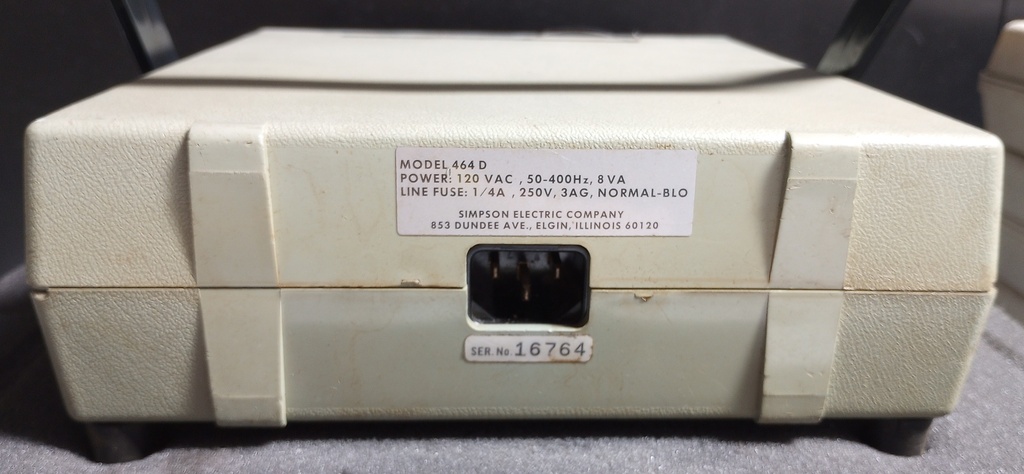 MODEL 464 D
POWER: 120 VAC , 50-400Hz, 8 VA
LINE FUSE: 1/4A , 250V, 3AG, NORMAL-BLO
SIMPSON ELECTRIC COMPANY
853 DUNDEE AVE., ELGIN, ILLINOIS 60120
SER. No. 16764